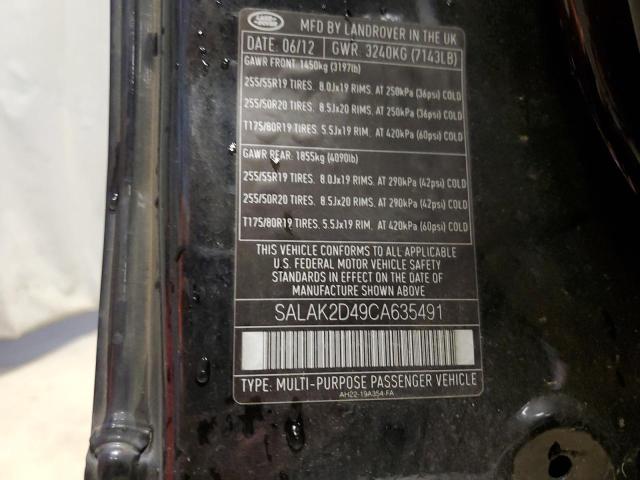 LAND ROVER
MFD BY LANDROVER IN THE UK
DATE: 06/12 GWR: 3240KG (7143LB)
GAWR FRONT 1450kg (3197lb)
255/55R19 TIRES. 8.0Jx19 RIMS. AT 250kPa (36psi) COLD
255/50R20 TIRES. 8.5Jx20 RIMS. AT 250kPa (36psi) COLD
T175/80R19 TIRES. 5.5Jx19 RIM. AT 420kPa (60psi) COLD
GAWR REAR. 1855kg (4090lb)
255/55R19 TIRES. 8.0Jx19 RIMS. AT 290kPa (42psi) COLD
255/50R20 TIRES. 8.5Jx20 RIMS. AT 290kPa (42psi) COLD
T175/80R19 TIRES. 5.5Jx19 RIM. AT 420kPa (60psi) COLD
THIS VEHICLE CONFORMS TO ALL APPLICABLE
U.S. FEDERAL MOTOR VEHICLE SAFETY
STANDARDS IN EFFECT ON THE DATE OF
MANUFACTURE SHOWN ABOVE
SALAK2D49CA635491
TYPE: MULTI-PURPOSE PASSENGER VEHICLE
AH22-19A354-FA